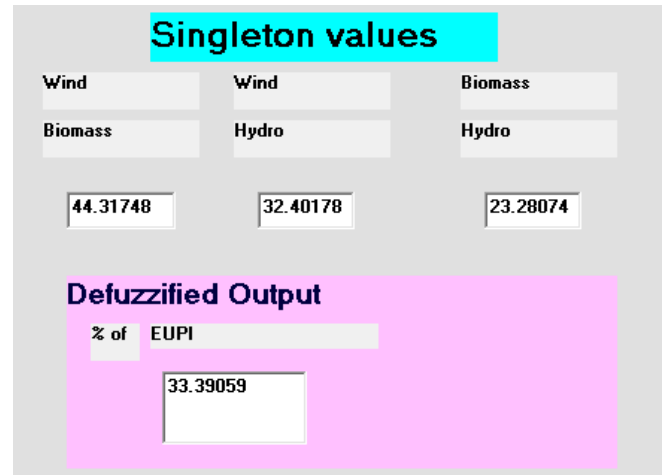 Singleton values
Wind Wind Biomass
Biomass Hydro Hydro
44.31748 32.40178 23.28074
Defuzzified Output
% of EUPI
33.39059